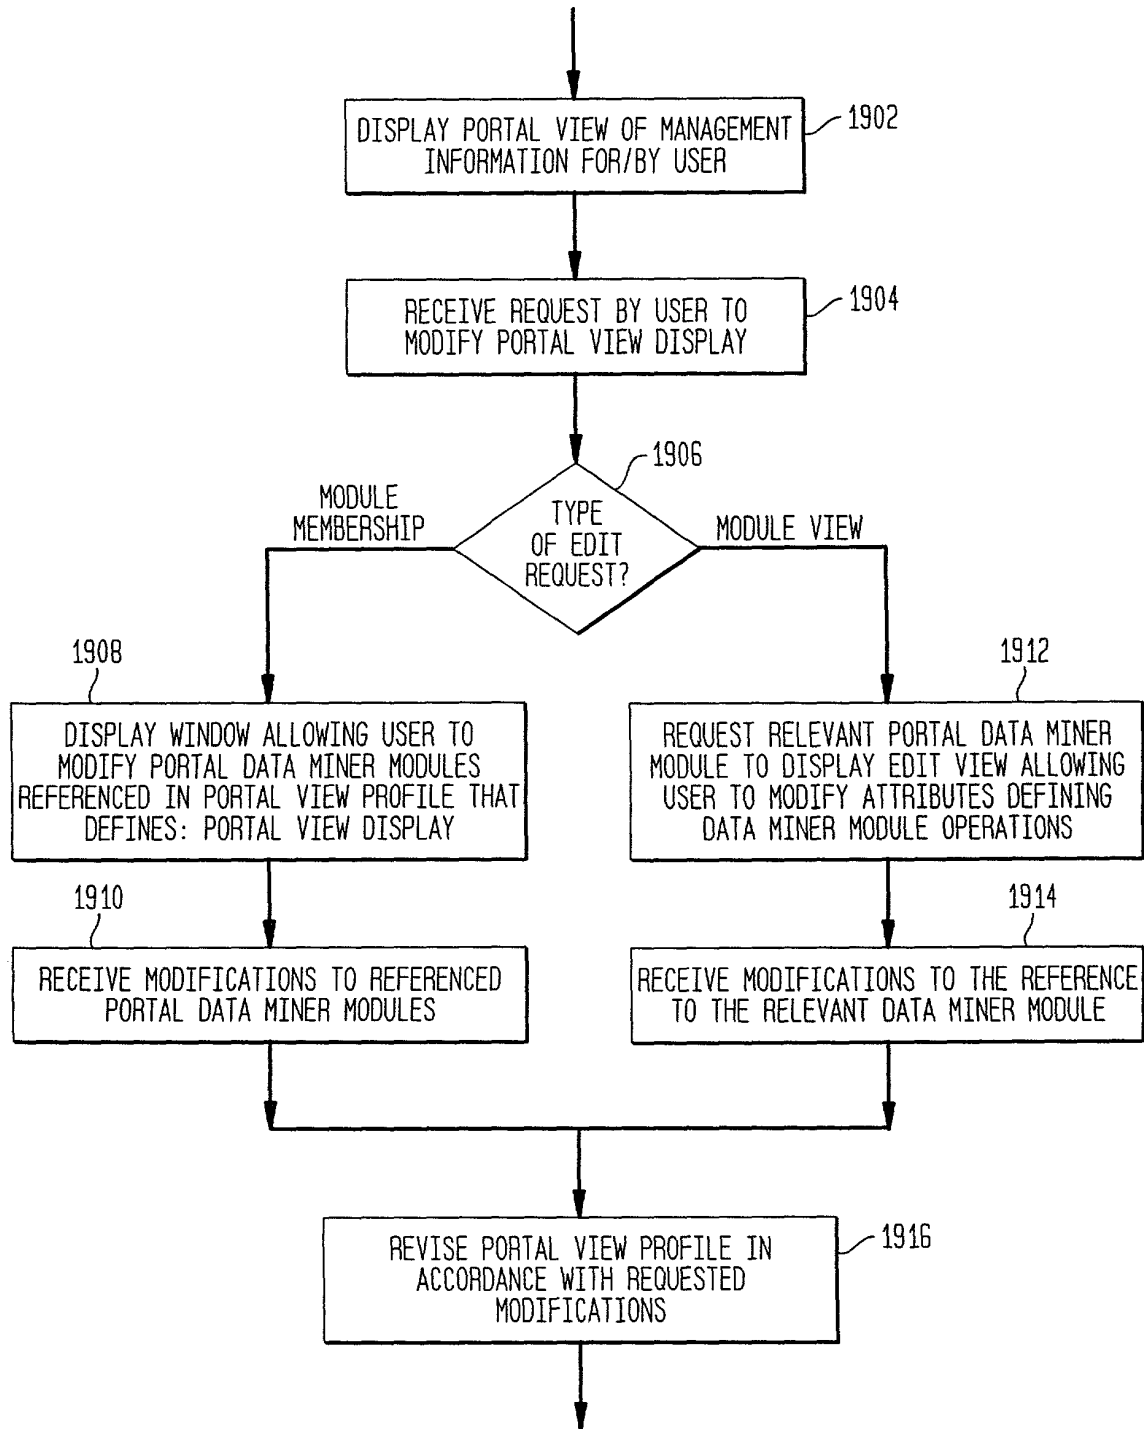 DISPLAY PORTAL VIEW OF MANAGEMENT
INFORMATION FOR/BY USER
1902
RECEIVE REQUEST BY USER TO
MODIFY PORTAL VIEW DISPLAY
1904
TYPE
OF EDIT
REQUEST?
1906
MODULE
MEMBERSHIP
MODULE VIEW
1908
DISPLAY WINDOW ALLOWING USER TO
MODIFY PORTAL DATA MINER MODULES
REFERENCED IN PORTAL VIEW PROFILE THAT
DEFINES: PORTAL VIEW DISPLAY
1912
REQUEST RELEVANT PORTAL DATA MINER
MODULE TO DISPLAY EDIT VIEW ALLOWING
USER TO MODIFY ATTRIBUTES DEFINING
DATA MINER MODULE OPERATIONS
1910
RECEIVE MODIFICATIONS TO REFERENCED
PORTAL DATA MINER MODULES
1914
RECEIVE MODIFICATIONS TO THE REFERENCE
TO THE RELEVANT DATA MINER MODULE
REVISE PORTAL VIEW PROFILE IN
ACCORDANCE WITH REQUESTED
MODIFICATIONS
1916